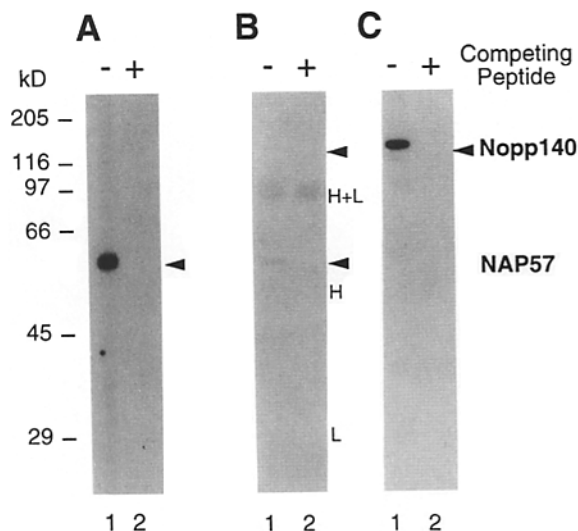 A B C
- + - + - + Competing
kD Peptide
205 –
Nopp140
116 –
97 –
H+L
66 –
NAP57
H
45 –
L
29 –
1 2 1 2 1 2